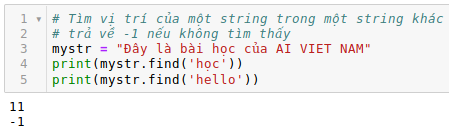 1 ▾ # Tìm vị trí của một string trong một string khác
2 # trả về -1 nếu không tìm thấy
3 mystr = "Đây là bài học của AI VIET NAM"
4 print(mystr.find('học'))
5 print(mystr.find('hello'))
11
-1